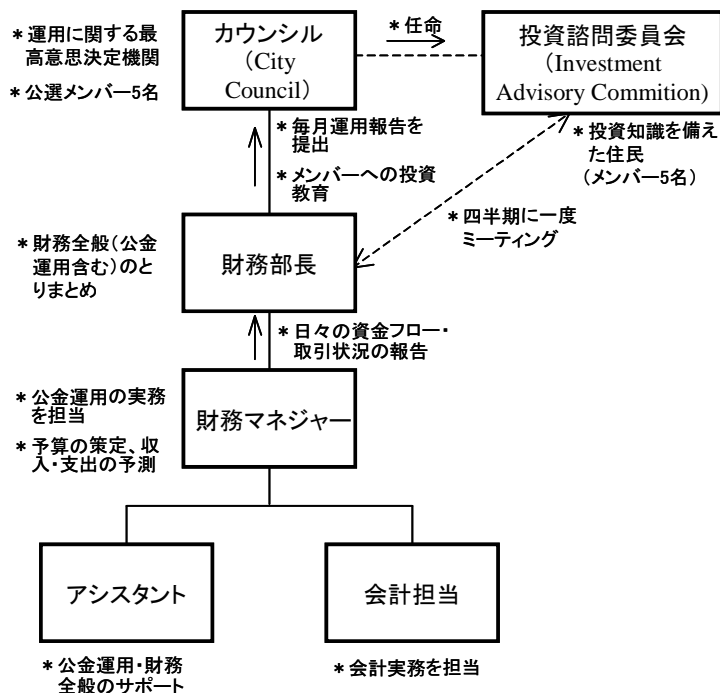 ＊運用に関する最
高意思決定機関
＊公選メンバー5名
カウンシル
（City
Council）
＊任命
投資諮問委員会
（Investment
Advisory Commition）
＊毎月運用報告を
提出
＊メンバーへの投資
教育
＊投資知識を備え
た住民
（メンバー5名）
＊四半期に一度
ミーティング
＊財務全般（公金
運用含む）のと
りまとめ
財務部長
＊日々の資金フロー・
取引状況の報告
＊公金運用の実務
を担当
＊予算の策定、収
入・支出の予測
財務マネジャー
アシスタント
会計担当
＊公金運用・財務
全般のサポート
＊会計実務を担当